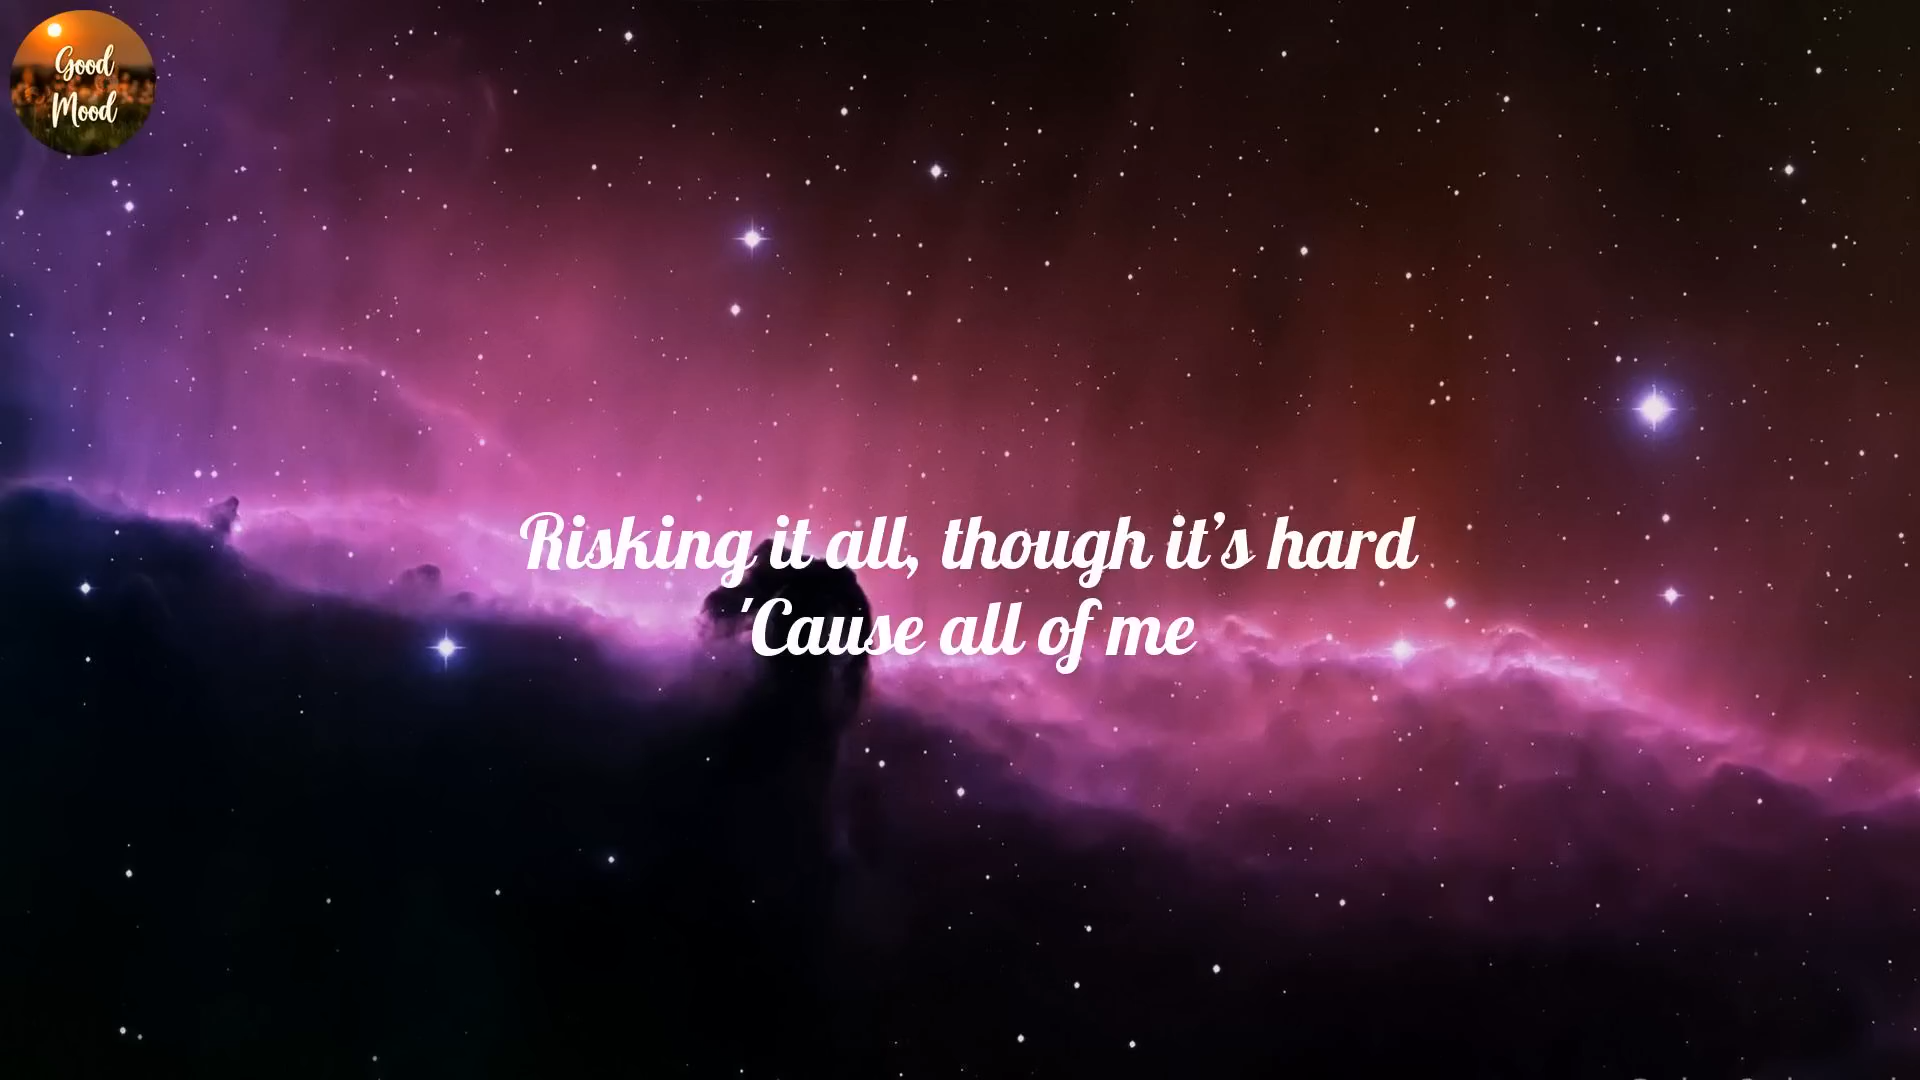 Good
Mood
Risking it all, though it’s hard
'Cause all of me